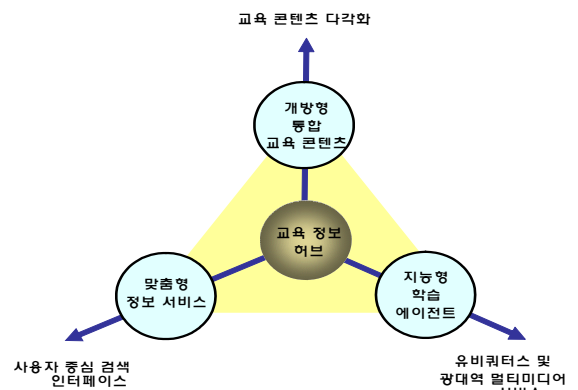 교육 콘텐츠 다각화
개방형
통합
교육 콘텐츠
교육 정보
허브
맞춤형
정보 서비스
지능형
학습
에이전트
사용자 중심 검색
인터페이스
유비쿼터스 및
광대역 멀티미디어